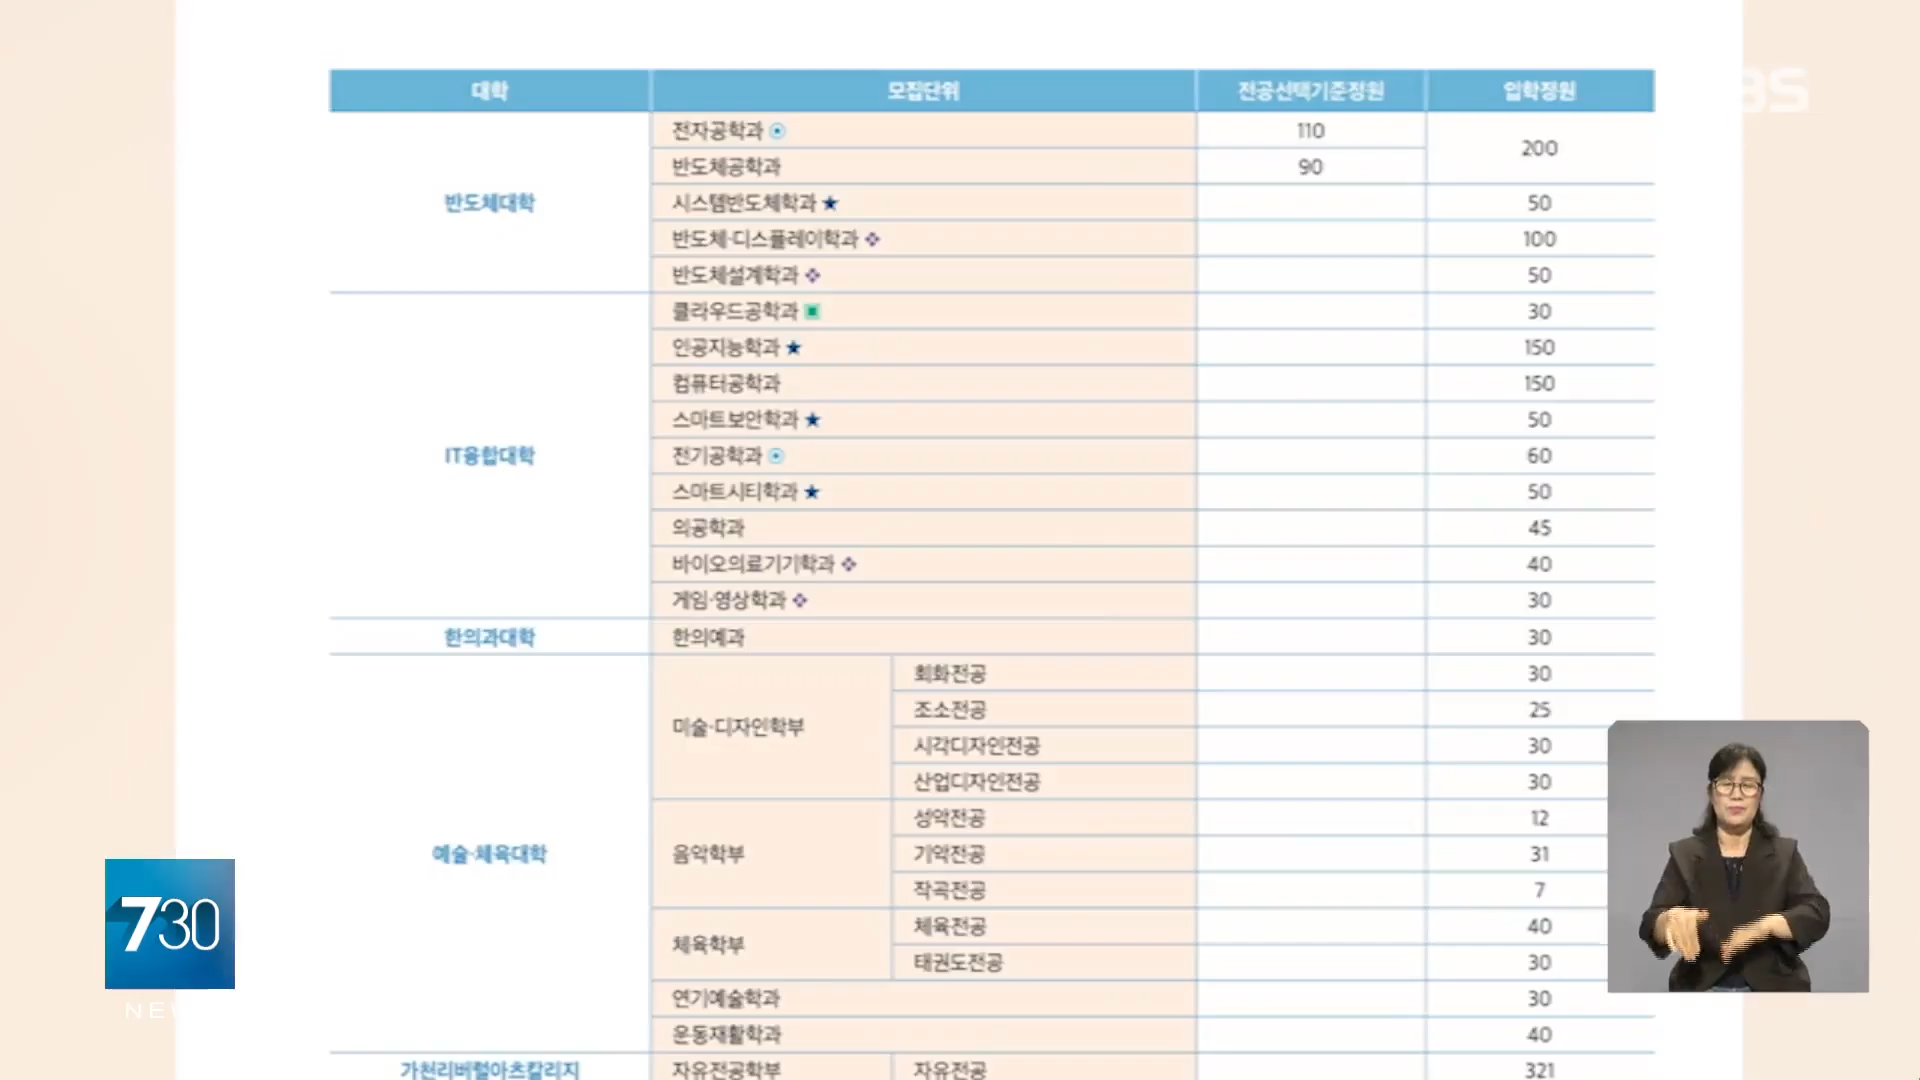 대학 모집단위 전공선택기준정원 입학정원
반도체대학 전자공학과 110 200
반도체공학과 90
시스템반도체학과 ★ 50
반도체·디스플레이학과 100
반도체설계학과 50
IT융합대학 클라우드공학과 30
인공지능학과 ★ 150
컴퓨터공학과 150
스마트보안학과 ★ 50
전기공학과 60
스마트시티학과 ★ 50
의공학과 45
바이오의료기기학과 40
게임·영상학과 30
한의과대학 한의예과 30
예술·체육대학 미술·디자인학부 회화전공 30
조소전공 25
시각디자인전공 30
산업디자인전공 30
음악학부 성악전공 12
기악전공 31
작곡전공 7
체육학부 체육전공 40
태권도전공 30
연기예술학과 30
운동재활학과 40
가천리버럴아츠칼리지 자유전공학부 자유전공 321
730